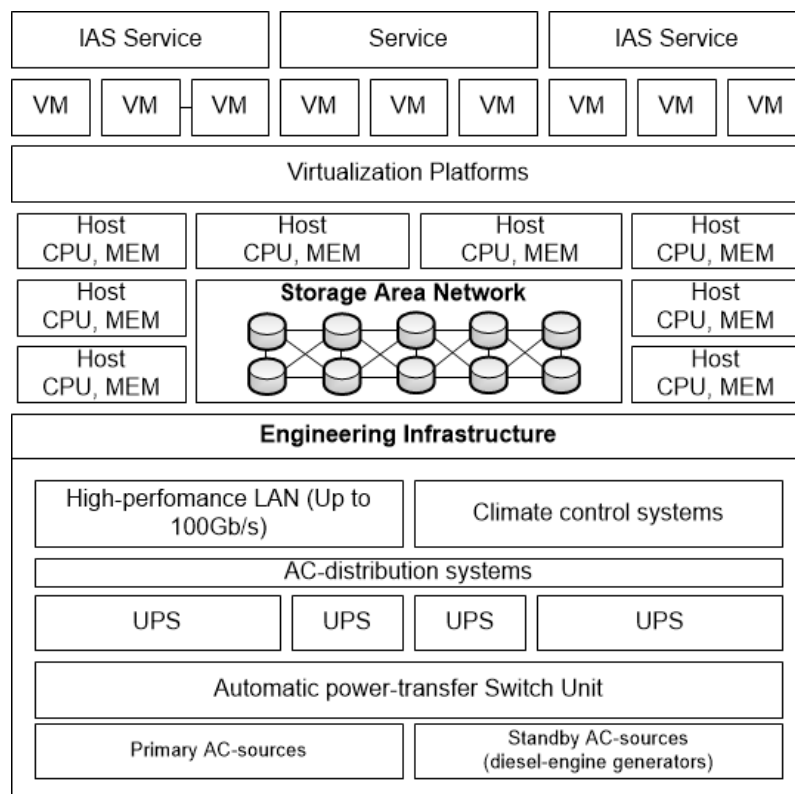 IAS Service
Service
IAS Service
VM
VM
VM
VM
VM
VM
VM
VM
VM
Virtualization Platforms
Host
CPU, MEM
Host
CPU, MEM
Host
CPU, MEM
Host
CPU, MEM
Host
CPU, MEM
Storage Area Network
Host
CPU, MEM
Host
CPU, MEM
Host
CPU, MEM
Engineering Infrastructure
High-perfomance LAN (Up to
100Gb/s)
Climate control systems
AC-distribution systems
UPS
UPS
UPS
UPS
Automatic power-transfer Switch Unit
Primary AC-sources
Standby AC-sources
(diesel-engine generators)